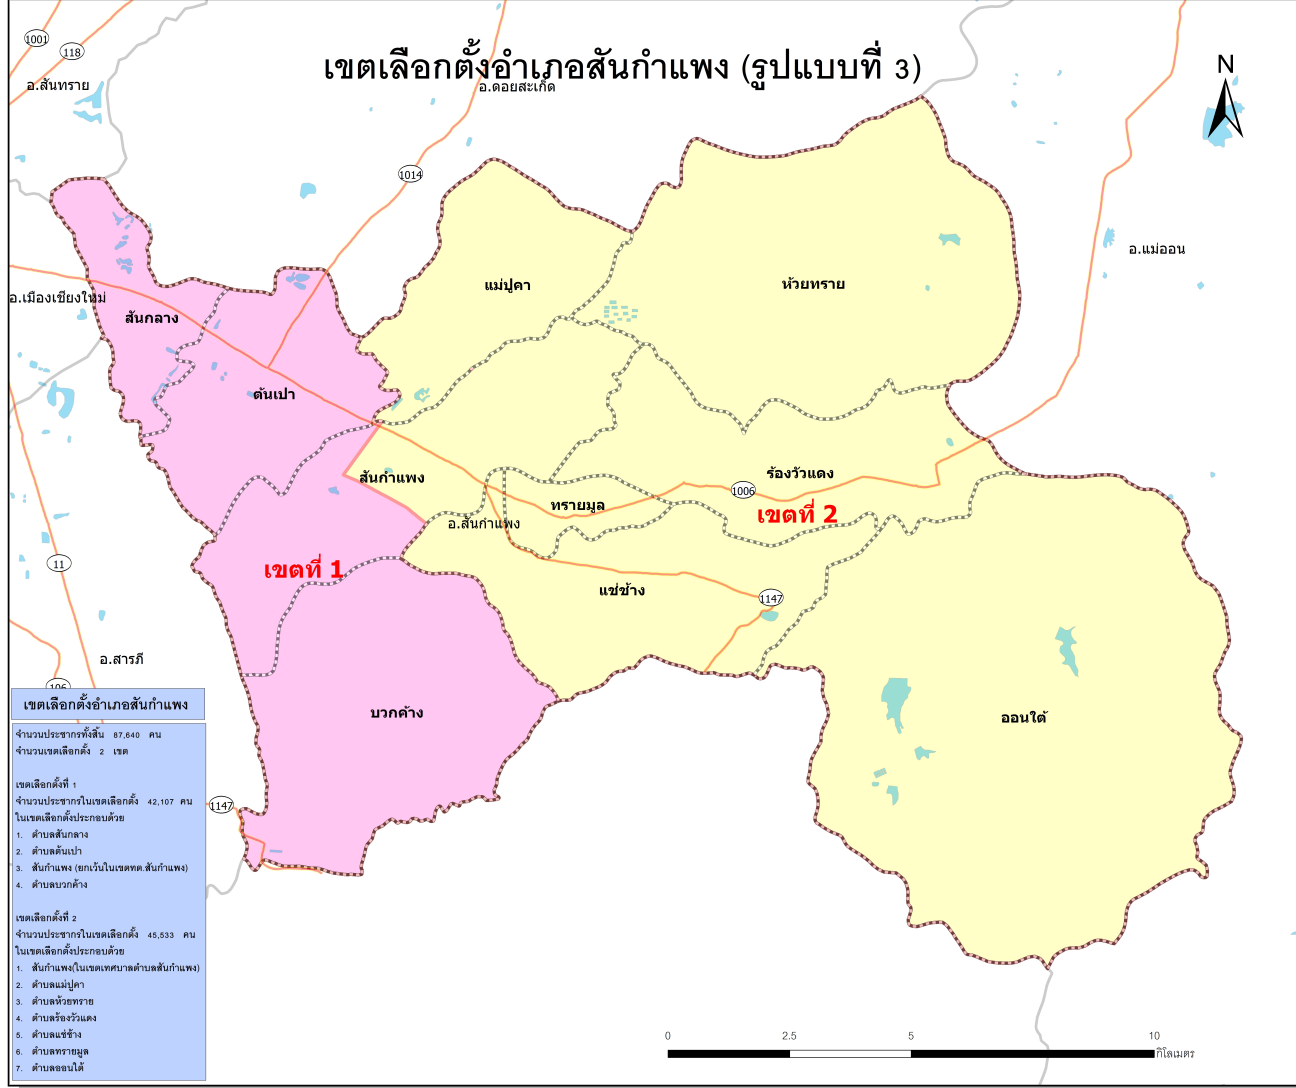 เขตเลือกตั้งอำเภอสันกำแพง (รูปแบบที่ 3)
1001
118
อ.สันทราย
อ.ดอยสะเก็ด
N
1014
อ.แม่ออน
แม่ปูคา
ห้วยทราย
อ.เมืองเชียงใหม่
สันกลาง
ต้นเปา
สันกำแพง
ร้องวัวแดง
1006
ทรายมูล
เขตที่ 2
อ.สันกำแพง
11
เขตที่ 1
แช่ช้าง
1147
อ.สารภี
106
บวกค้าง
ออนใต้
1147
เขตเลือกตั้งอำเภอสันกำแพง
จำนวนประชากรทั้งสิ้น 87,640 คน
จำนวนเขตเลือกตั้ง 2 เขต
เขตเลือกตั้งที่ 1
จำนวนประชากรในเขตเลือกตั้ง 42,107 คน
ในเขตเลือกตั้งประกอบด้วย
1. ตำบลสันกลาง
2. ตำบลต้นเปา
3. สันกำแพง (ยกเว้นในเขตทต.สันกำแพง)
4. ตำบลบวกค้าง
เขตเลือกตั้งที่ 2
จำนวนประชากรในเขตเลือกตั้ง 45,533 คน
ในเขตเลือกตั้งประกอบด้วย
1. สันกำแพง(ในเขตเทศบาลตำบลสันกำแพง)
2. ตำบลแม่ปูคา
3. ตำบลห้วยทราย
4. ตำบลร้องวัวแดง
5. ตำบลแช่ช้าง
6. ตำบลทรายมูล
7. ตำบลออนใต้
0 2.5 5 10
กิโลเมตร